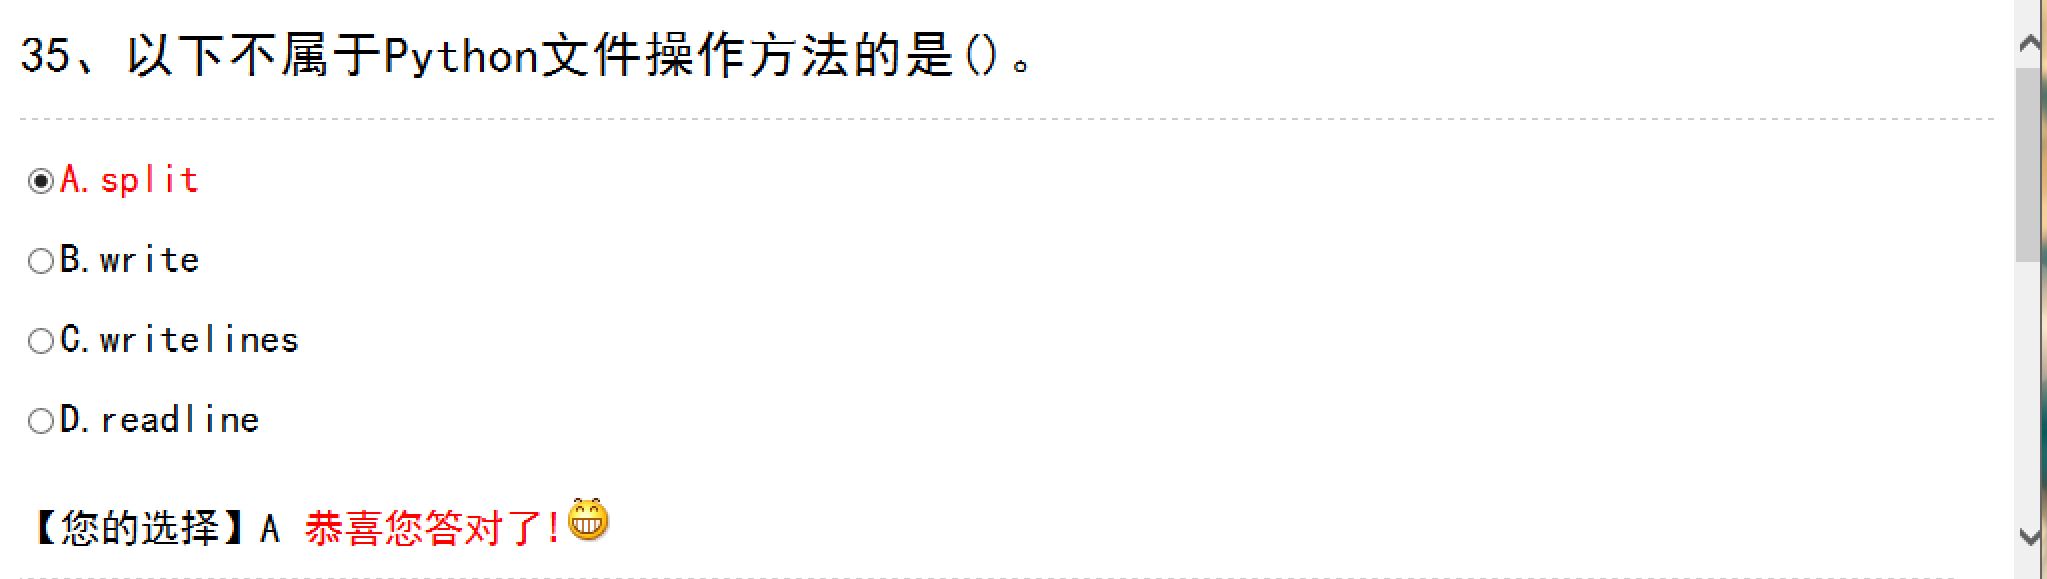 35、以下不属于Python文件操作方法的是()。
A.split
B.write
C.writelines
D.readline
【您的选择】A 恭喜您答对了!